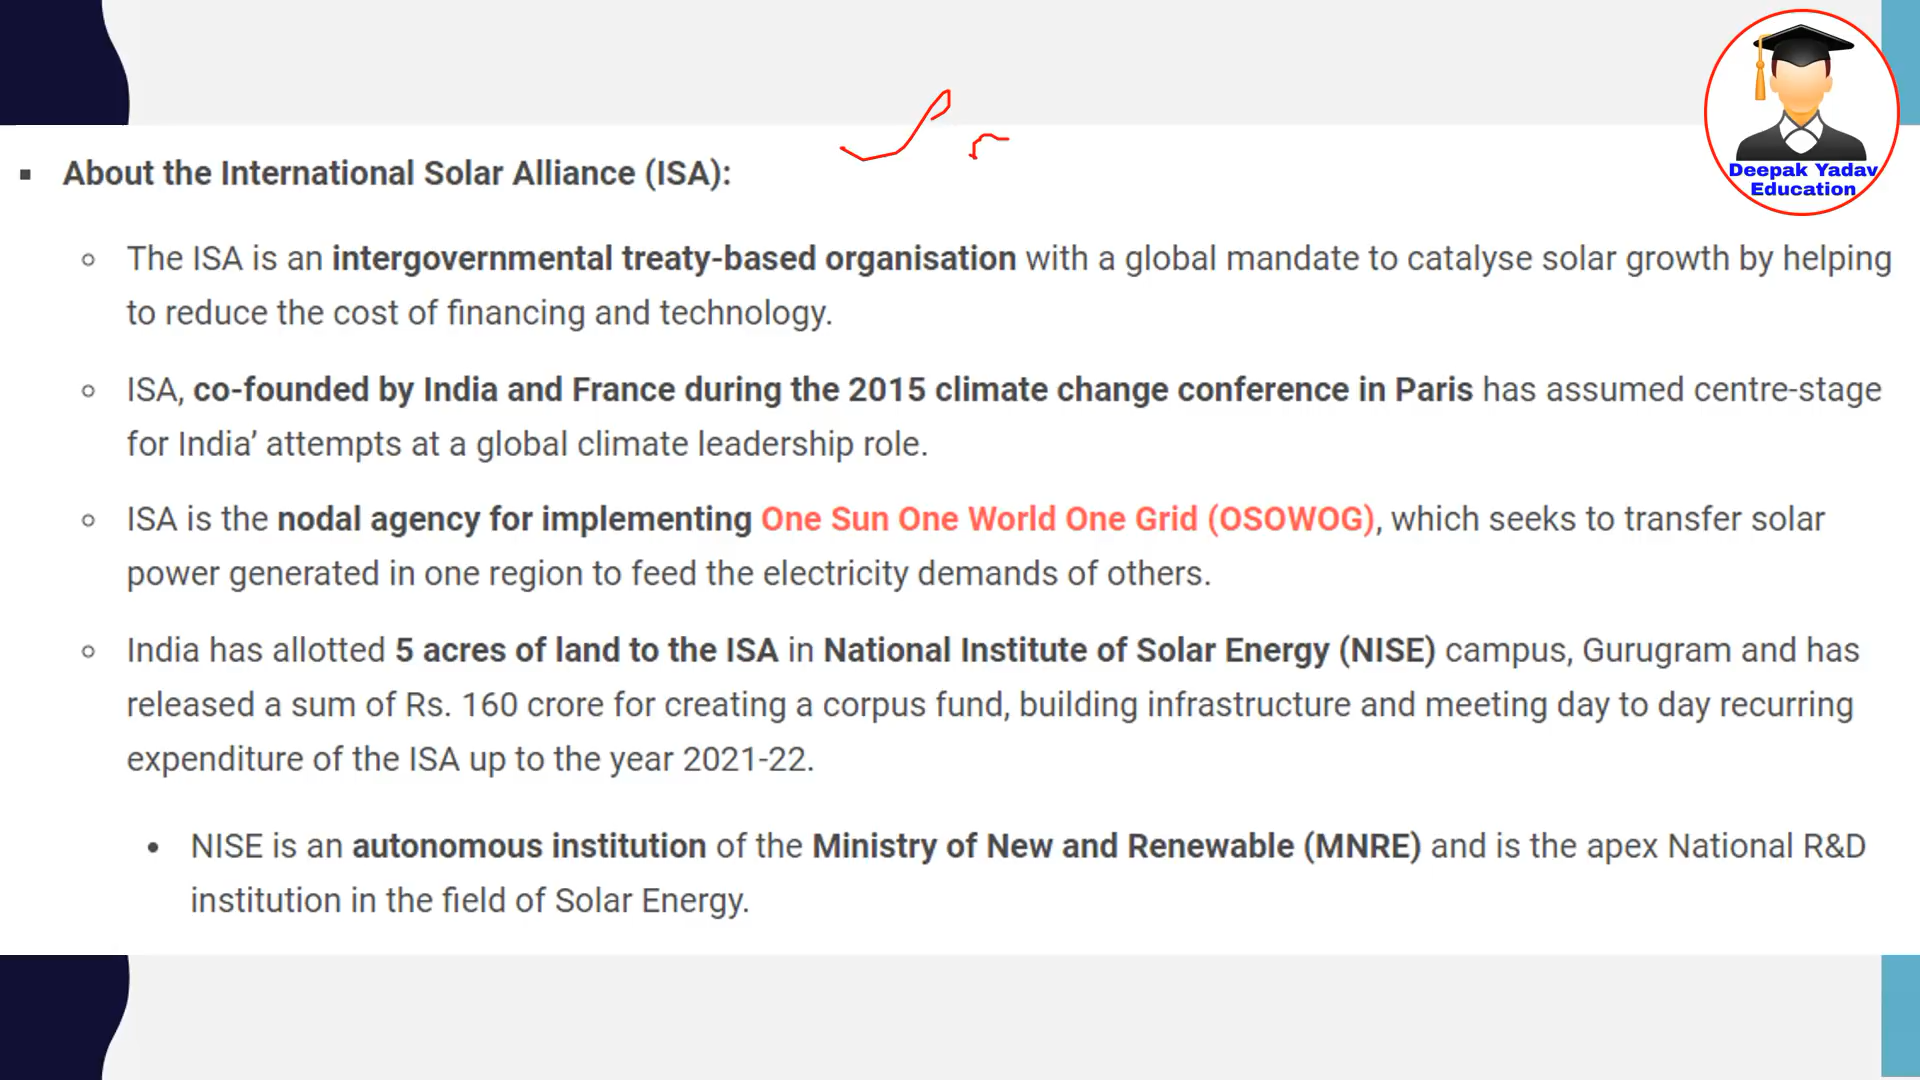 Deepak Yadav
Education
▪ About the International Solar Alliance (ISA):
○ The ISA is an intergovernmental treaty-based organisation with a global mandate to catalyse solar growth by helping
to reduce the cost of financing and technology.
○ ISA, co-founded by India and France during the 2015 climate change conference in Paris has assumed centre-stage
for India’ attempts at a global climate leadership role.
○ ISA is the nodal agency for implementing One Sun One World One Grid (OSOWOG), which seeks to transfer solar
power generated in one region to feed the electricity demands of others.
○ India has allotted 5 acres of land to the ISA in National Institute of Solar Energy (NISE) campus, Gurugram and has
released a sum of Rs. 160 crore for creating a corpus fund, building infrastructure and meeting day to day recurring
expenditure of the ISA up to the year 2021-22.
• NISE is an autonomous institution of the Ministry of New and Renewable (MNRE) and is the apex National R&D
institution in the field of Solar Energy.